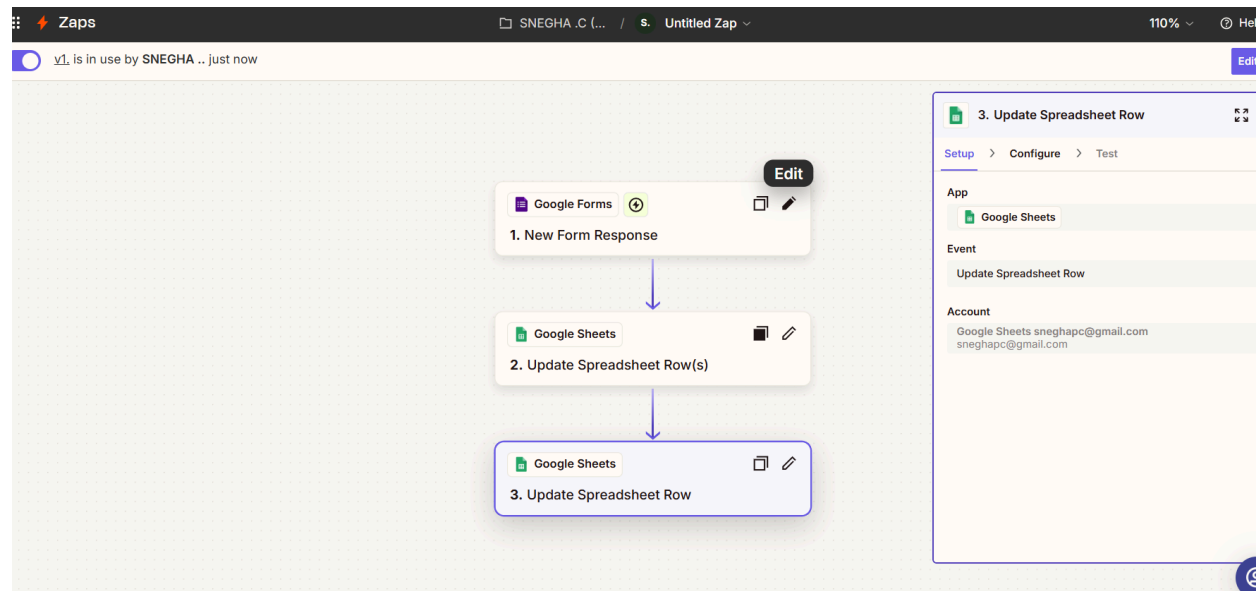 Zaps
SNEGHA .C (... / S. Untitled Zap
110%
Hel
v1. is in use by SNEGHA .. just now
Edit
Edit
Google Forms
1. New Form Response
Google Sheets
2. Update Spreadsheet Row(s)
Google Sheets
3. Update Spreadsheet Row
3. Update Spreadsheet Row
Setup > Configure > Test
App
Google Sheets
Event
Update Spreadsheet Row
Account
Google Sheets sneghapc@gmail.com
sneghapc@gmail.com